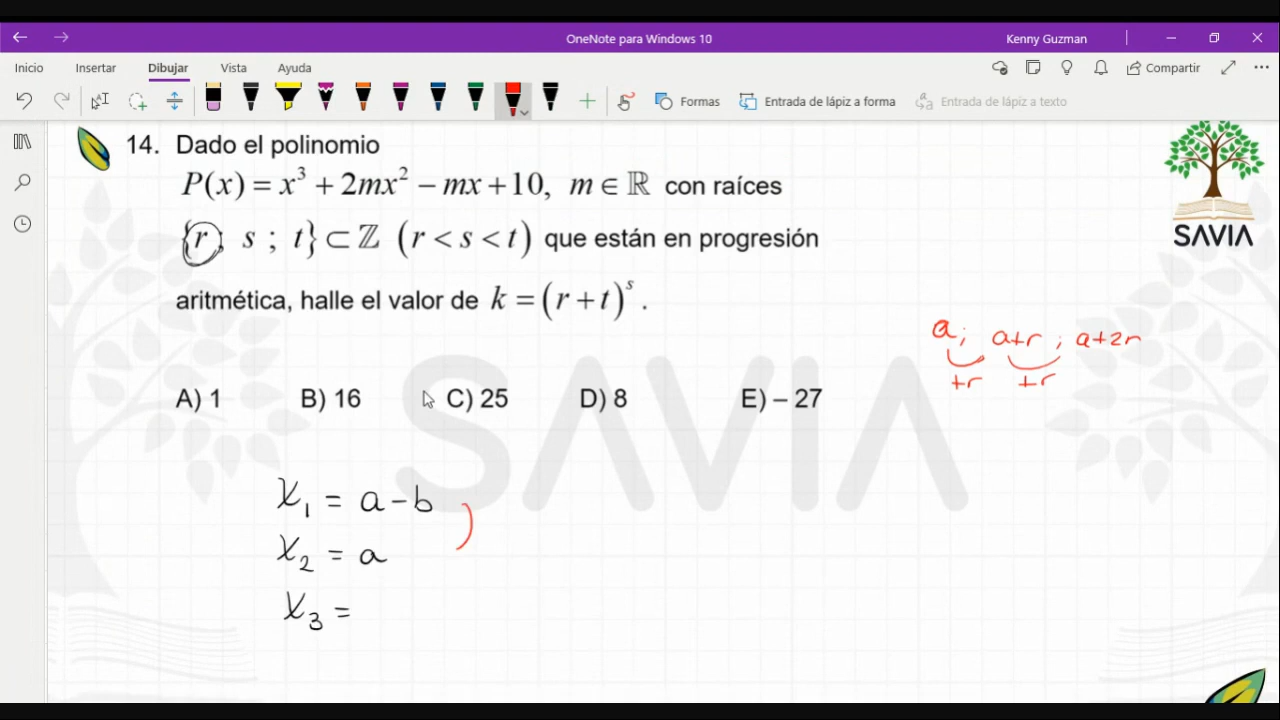 OneNote para Windows 10
Kenny Guzman
Inicio Insertar Dibujar Vista Ayuda
Compartir
Formas Entrada de lápiz a forma Entrada de lápiz a texto
14. Dado el polinomio
P(x) = x³ + 2mx² − mx + 10, m ∈ ℝ con raíces
{r ; s ; t} ⊂ ℤ (r < s < t) que están en progresión
aritmética, halle el valor de k = (r + t)ˢ.
SAVIA
a; a+r ; a+2r
+r +r
A) 1 B) 16 C) 25 D) 8 E) – 27
SAVIA
x₁ = a − b
x₂ = a
x₃ =